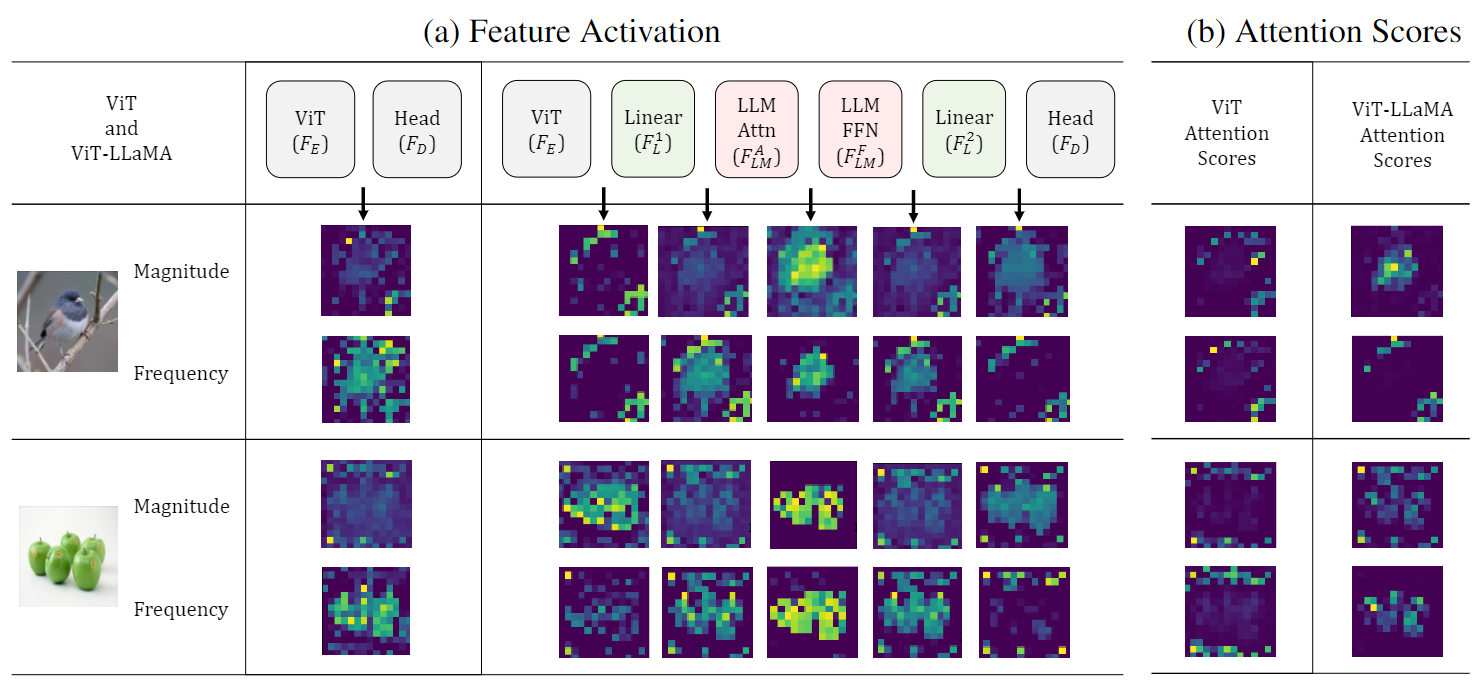 (a) Feature Activation
(b) Attention Scores
ViT
and
ViT-LLaMA
ViT
(F_E)
Head
(F_D)
ViT
(F_E)
Linear
(F_L^1)
LLM
Attn
(F_{LM}^A)
LLM
FFN
(F_{LM}^F)
Linear
(F_L^2)
Head
(F_D)
ViT
Attention
Scores
ViT-LLaMA
Attention
Scores
Magnitude
Frequency
Magnitude
Frequency